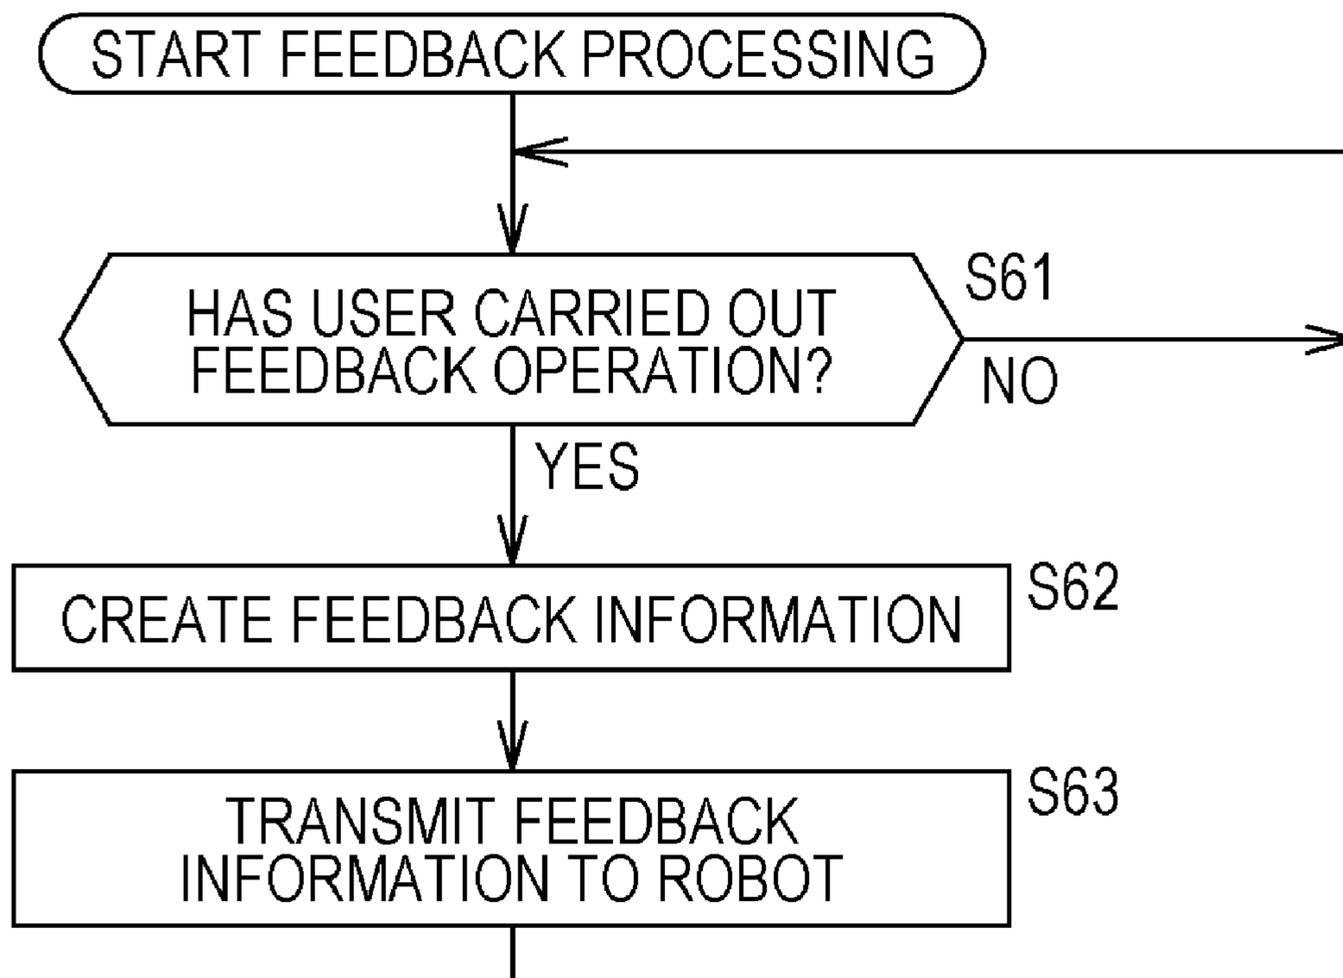 START FEEDBACK PROCESSING
HAS USER CARRIED OUT
FEEDBACK OPERATION?
S61
NO
YES
CREATE FEEDBACK INFORMATION
S62
TRANSMIT FEEDBACK
INFORMATION TO ROBOT
S63